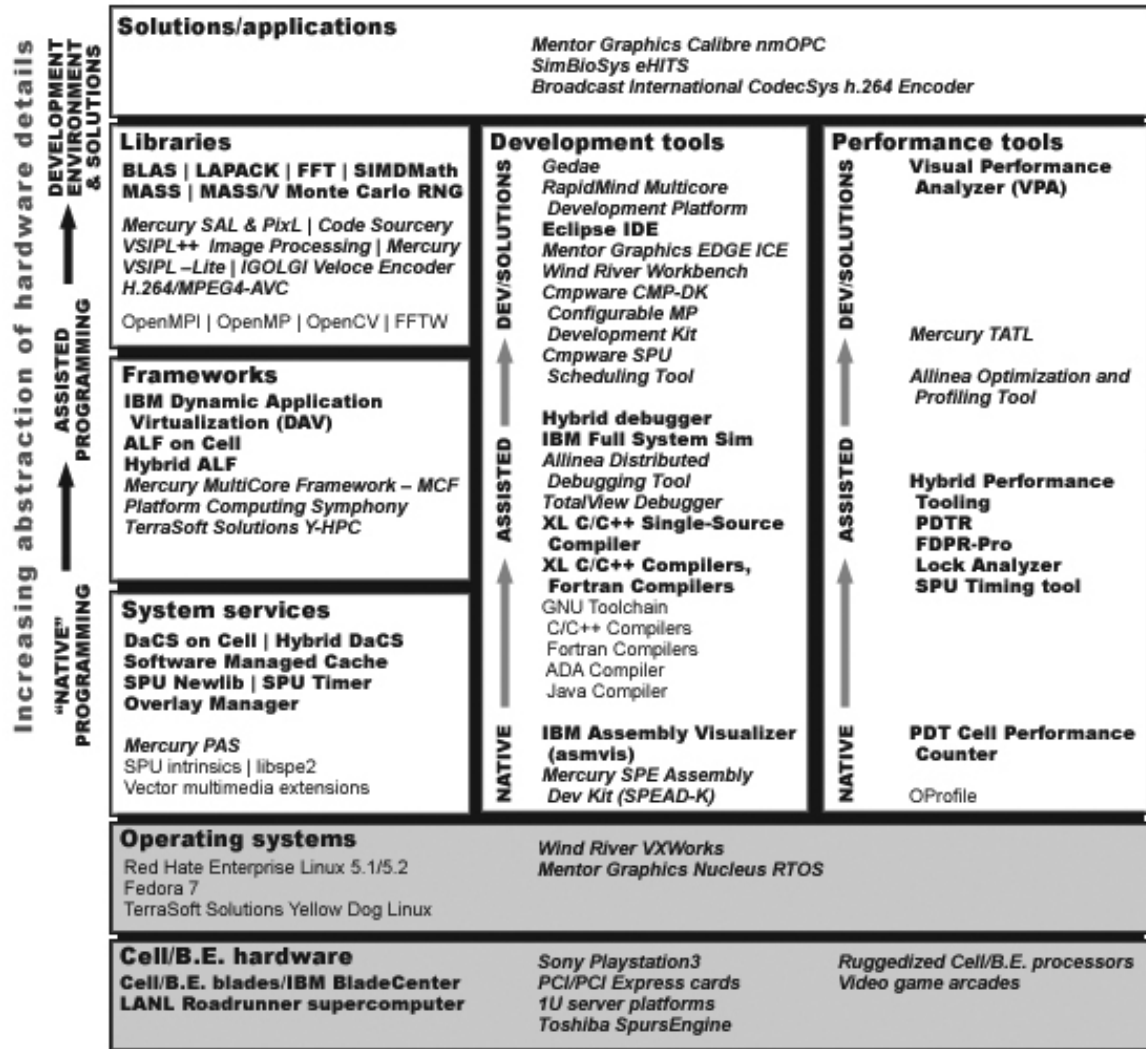 Increasing abstraction of hardware details
"NATIVE"
PROGRAMMING
ASSISTED
PROGRAMMING
DEVELOPMENT
ENVIRONMENT
& SOLUTIONS
Solutions/applications
Mentor Graphics Calibre nmOPC
SimBioSys eHITS
Broadcast International CodecSys h.264 Encoder
Libraries
BLAS | LAPACK | FFT | SIMDMath
MASS | MASS/V Monte Carlo RNG
Mercury SAL & PixL | Code Sourcery
VSIPL++ Image Processing | Mercury
VSIPL –Lite | IGOLGI Veloce Encoder
H.264/MPEG4-AVC
OpenMPI | OpenMP | OpenCV | FFTW
Frameworks
IBM Dynamic Application
Virtualization (DAV)
ALF on Cell
Hybrid ALF
Mercury MultiCore Framework – MCF
Platform Computing Symphony
TerraSoft Solutions Y-HPC
System services
DaCS on Cell | Hybrid DaCS
Software Managed Cache
SPU Newlib | SPU Timer
Overlay Manager
Mercury PAS
SPU intrinsics | libspe2
Vector multimedia extensions
Development tools
NATIVE
ASSISTED
DEV/SOLUTIONS
Gedae
RapidMind Multicore
Development Platform
Eclipse IDE
Mentor Graphics EDGE ICE
Wind River Workbench
Cmpware CMP-DK
Configurable MP
Development Kit
Cmpware SPU
Scheduling Tool
Hybrid debugger
IBM Full System Sim
Allinea Distributed
Debugging Tool
TotalView Debugger
XL C/C++ Single-Source
Compiler
XL C/C++ Compilers,
Fortran Compilers
GNU Toolchain
C/C++ Compilers
Fortran Compilers
ADA Compiler
Java Compiler
IBM Assembly Visualizer
(asmvis)
Mercury SPE Assembly
Dev Kit (SPEAD-K)
Performance tools
NATIVE
ASSISTED
DEV/SOLUTIONS
Visual Performance
Analyzer (VPA)
Mercury TATL
Allinea Optimization and
Profiling Tool
Hybrid Performance
Tooling
PDTR
FDPR-Pro
Lock Analyzer
SPU Timing tool
PDT Cell Performance
Counter
OProfile
Operating systems
Red Hate Enterprise Linux 5.1/5.2
Fedora 7
TerraSoft Solutions Yellow Dog Linux
Wind River VXWorks
Mentor Graphics Nucleus RTOS
Cell/B.E. hardware
Cell/B.E. blades/IBM BladeCenter
LANL Roadrunner supercomputer
Sony Playstation3
PCI/PCI Express cards
1U server platforms
Toshiba SpursEngine
Ruggedized Cell/B.E. processors
Video game arcades